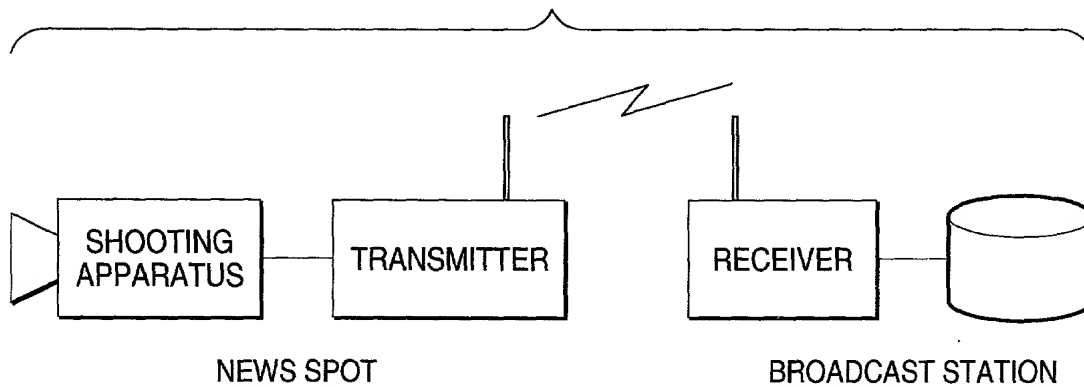 SHOOTING
APPARATUS
TRANSMITTER
RECEIVER
NEWS SPOT
BROADCAST STATION